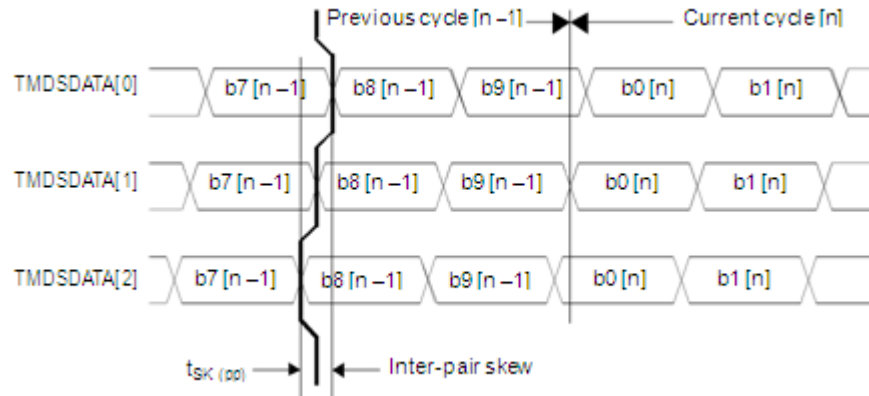 Previous cycle [n –1] Current cycle [n]
TMDSDATA[0] b7 [n –1] b8 [n –1] b9 [n –1] b0 [n] b1 [n]
TMDSDATA[1] b7 [n –1] b8 [n –1] b9 [n –1] b0 [n] b1 [n]
TMDSDATA[2] b7 [n –1] b8 [n –1] b9 [n –1] b0 [n] b1 [n]
tSK (pp) Inter-pair skew